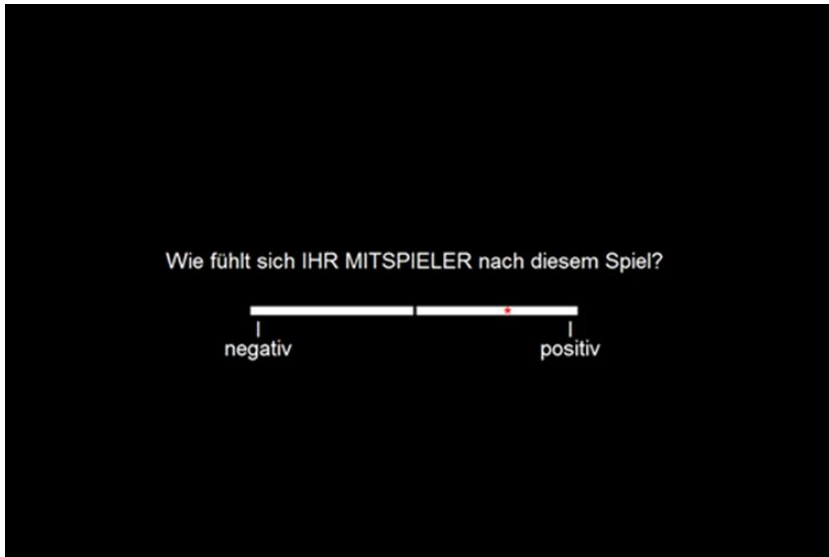 Wie fühlt sich IHR MITSPIELER nach diesem Spiel?
negativ positiv